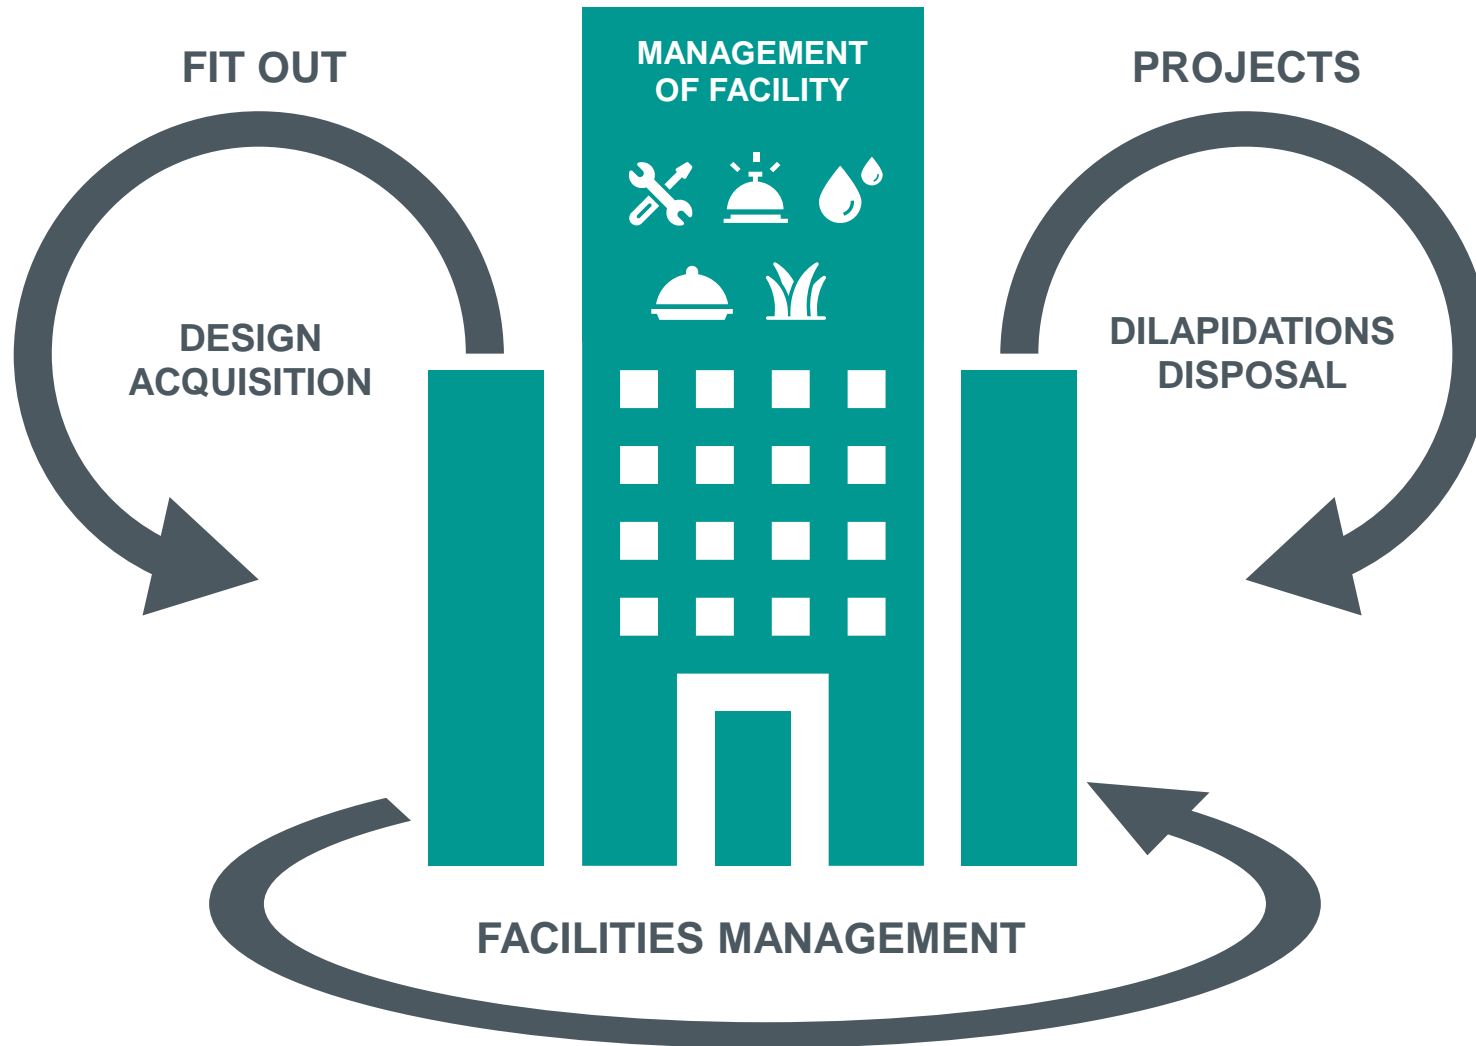 FIT OUT
MANAGEMENT
OF FACILITY
PROJECTS
DESIGN
ACQUISITION
DILAPIDATIONS
DISPOSAL
FACILITIES MANAGEMENT